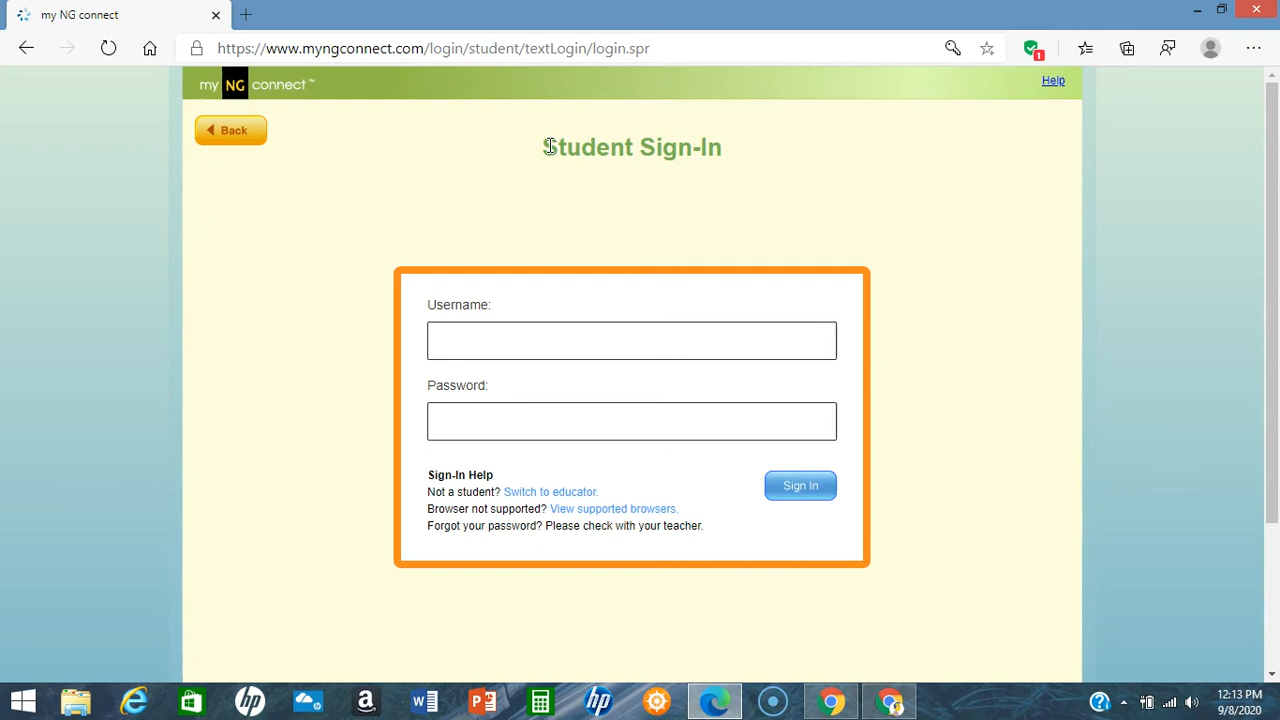 my NG connect
https://www.myngconnect.com/login/student/textLogin/login.spr
1
my NG connect™
Help
Back
Student Sign-In
Username:
Password:
Sign-In Help
Not a student? Switch to educator.
Sign In
Browser not supported? View supported browsers.
Forgot your password? Please check with your teacher.
12:13 PM
9/8/2020